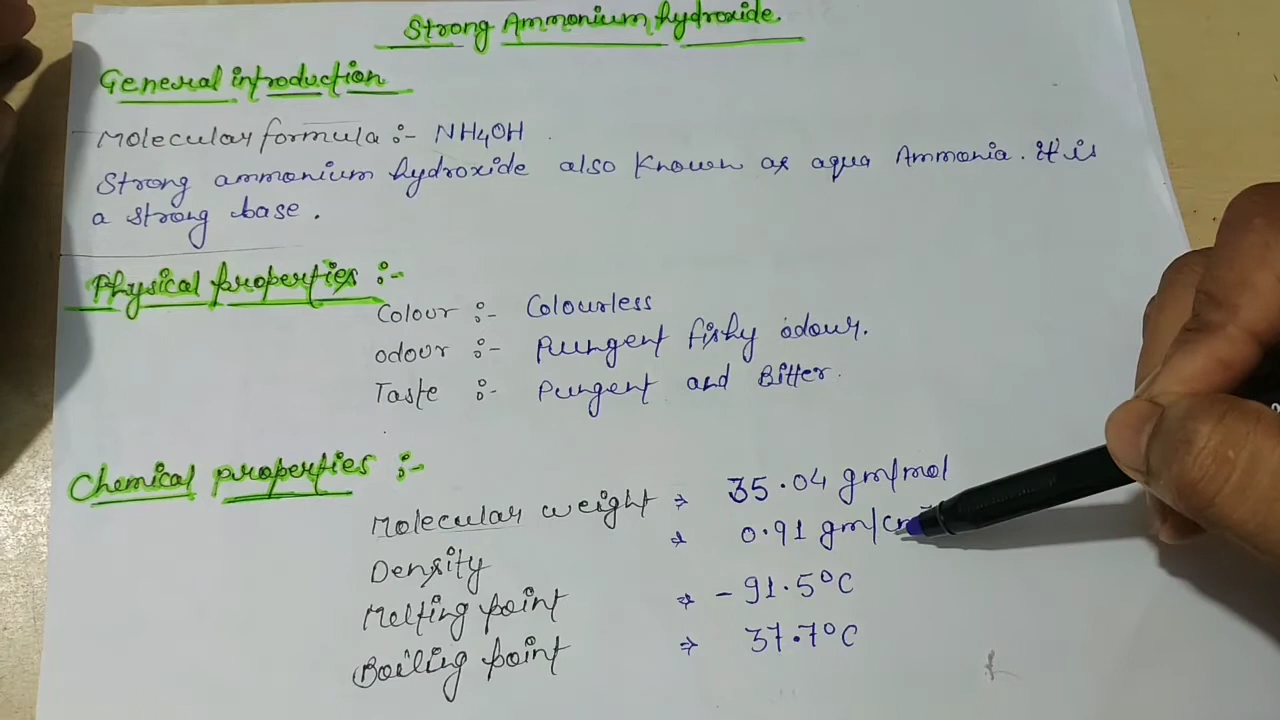 Strong Ammonium hydroxide.
General introduction
Molecular formula :- NH4OH
Strong ammonium hydroxide also known as aqua Ammonia. it is
a strong base.
Physical properties :-
Colour :- Colourless
odour :- Pungent fishy odour.
Taste :- Pungent and Bitter.
Chemical properties :-
Molecular weight → 35.04 gm/mol
Density → 0.91 gm/
Melting point → -91.5°C
Boiling point → 37.7°C